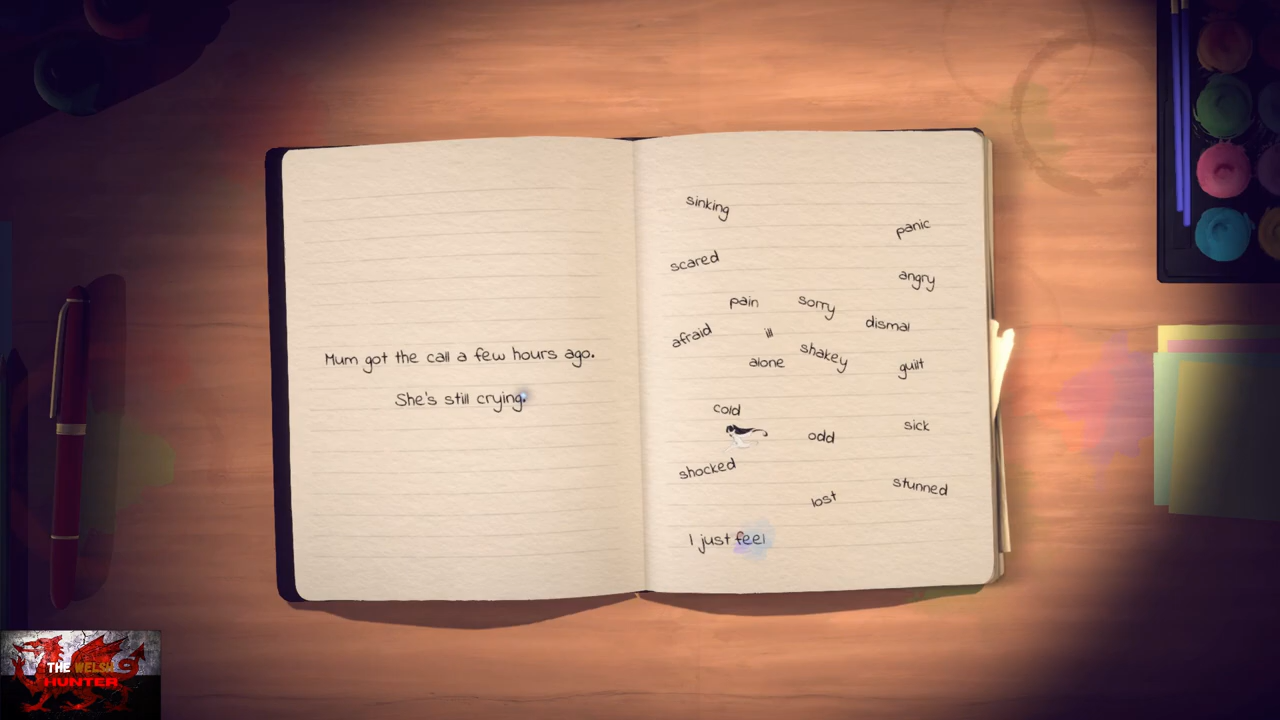 Mum got the call a few hours ago.
She's still crying.
sinking
panic
scared
angry
pain
sorry
dismal
afraid
ill
shakey
alone
guilt
cold
odd
sick
shocked
stunned
lost
I just feel
THE WELSH
HUNTER